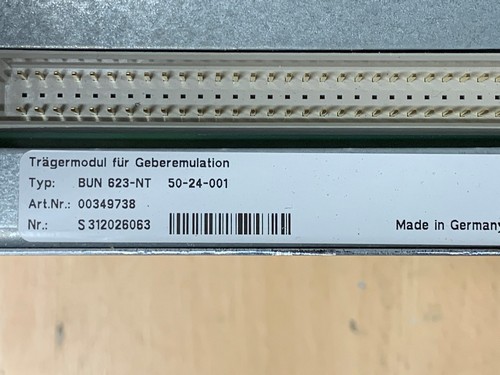 Trägermodul für Geberemulation
Typ: BUN 623-NT 50-24-001
Art.Nr.: 00349738
Nr.: S 312026063
Made in Germany